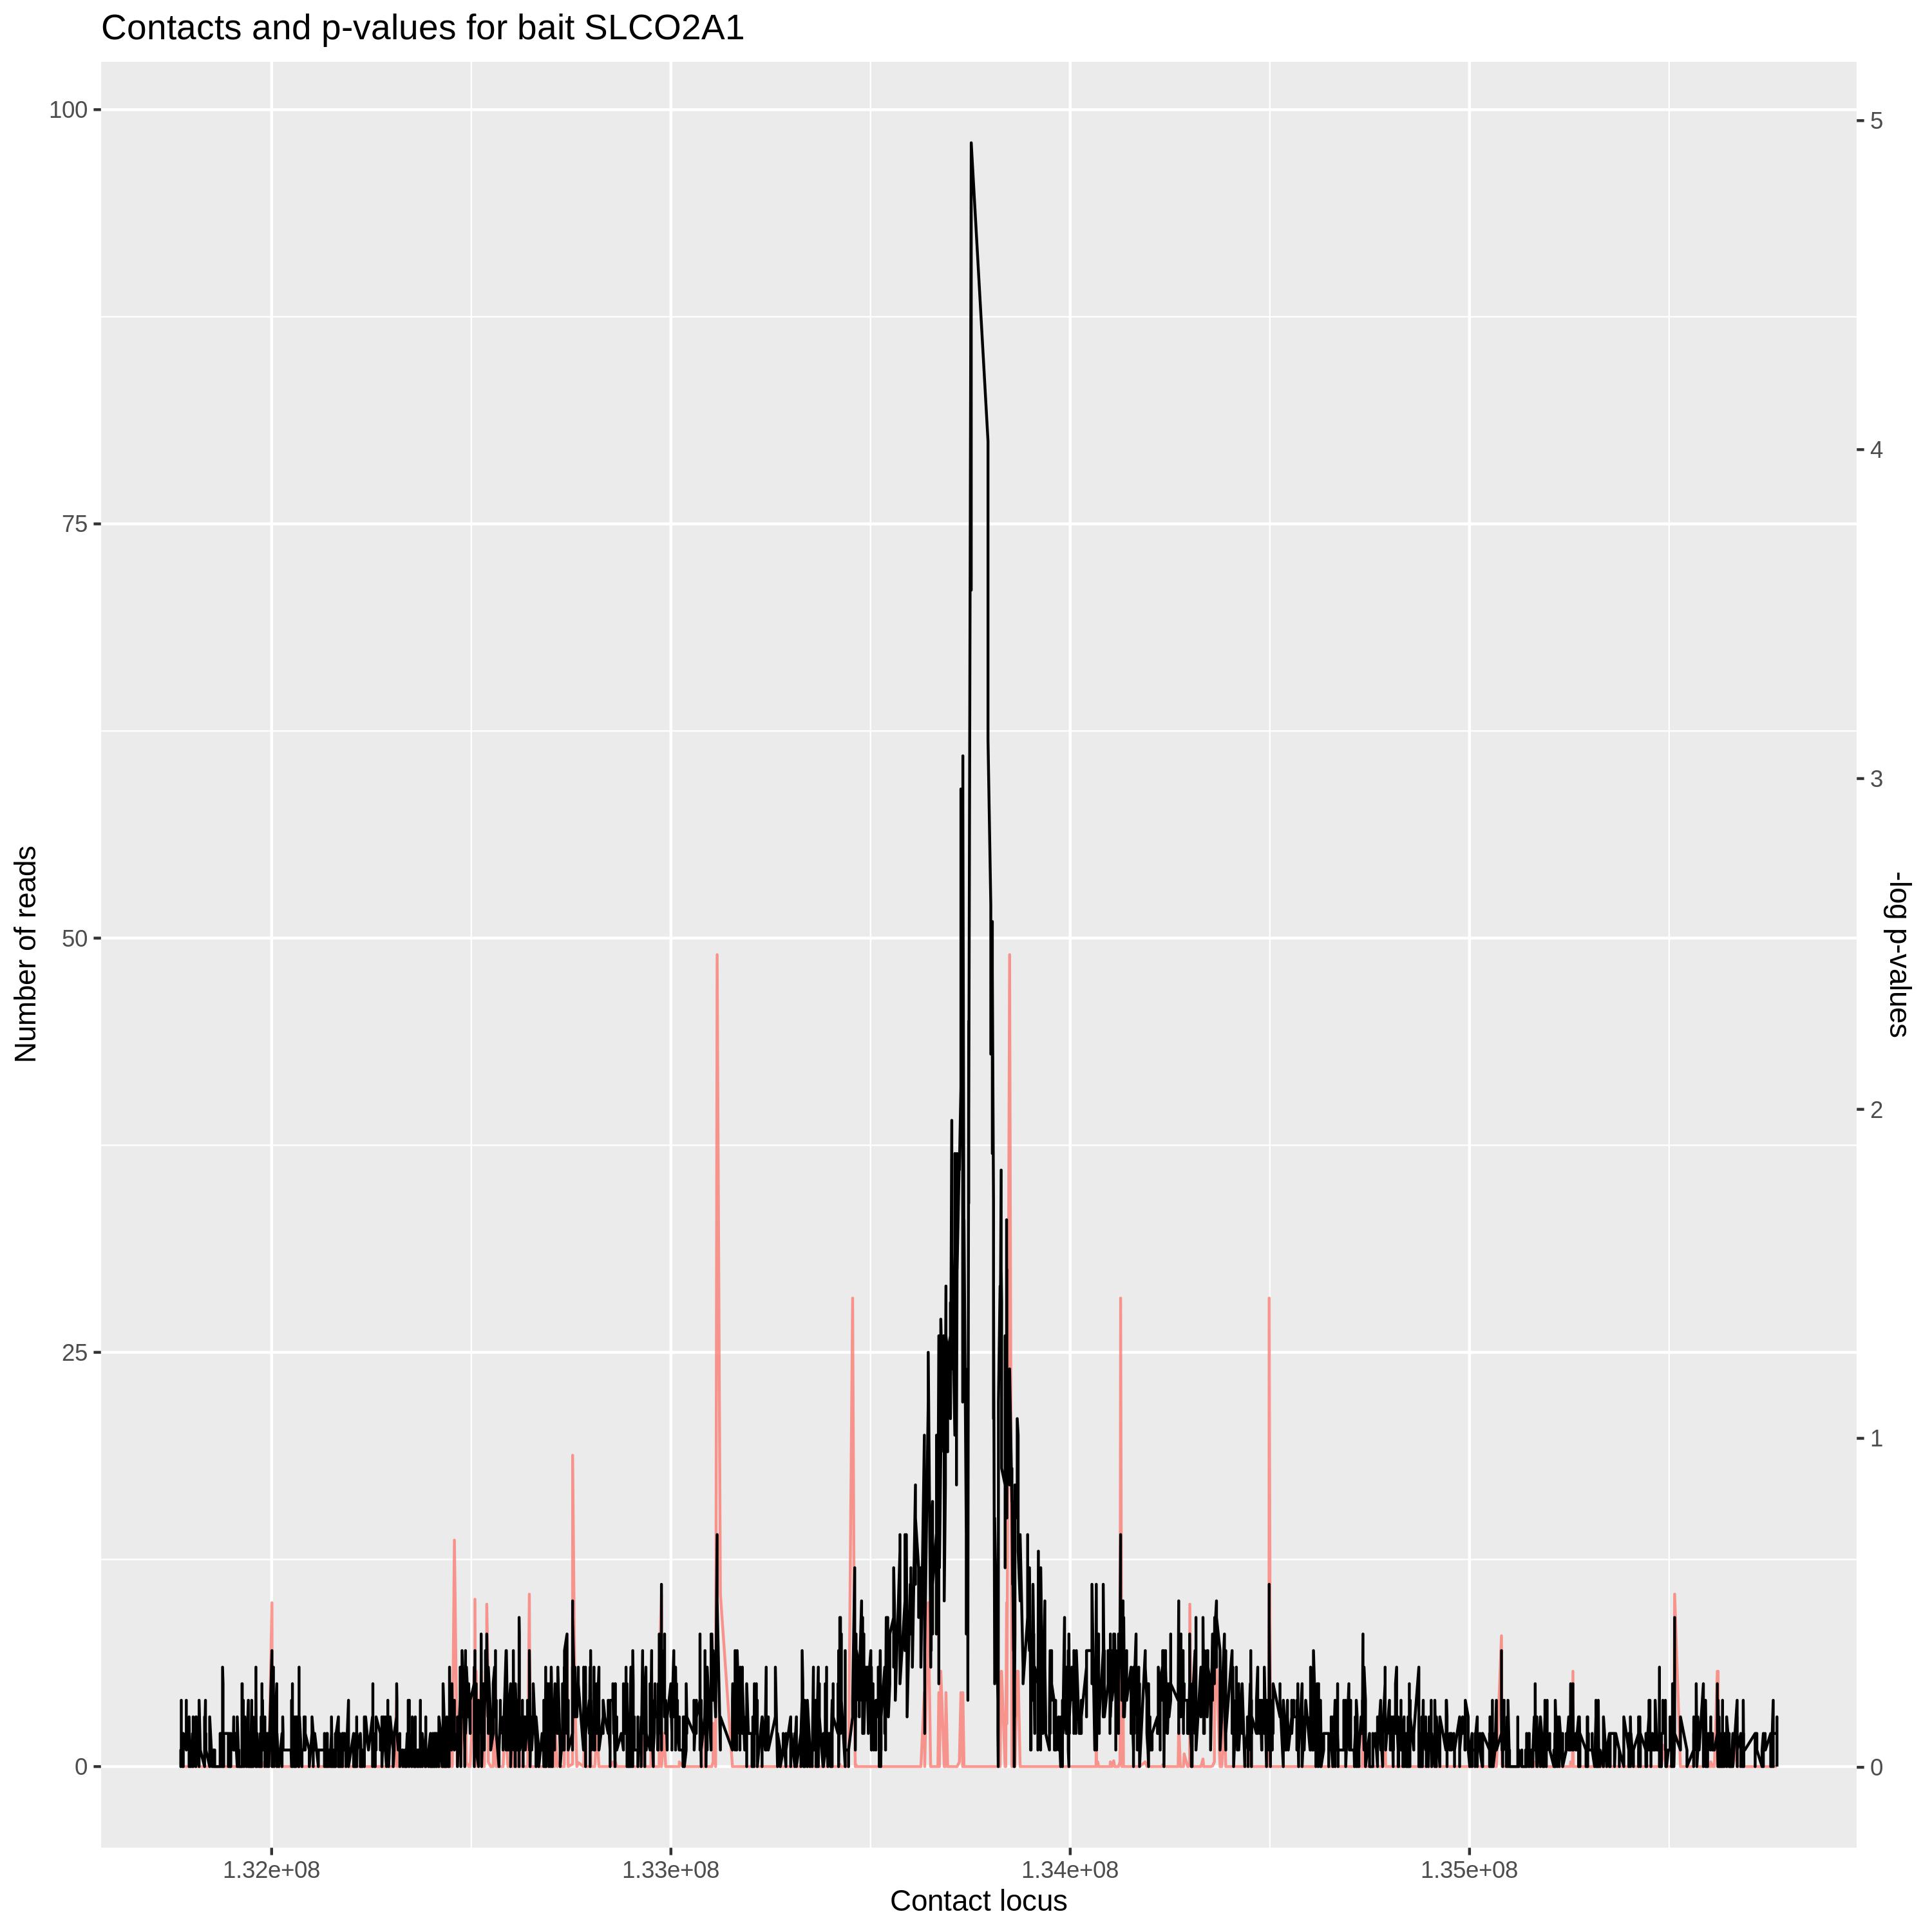 Contacts and p-values for bait SLCO2A1
100
75
50
25
0
Number of reads
5
4
3
2
1
0
-log p-values
1.32e+08
1.33e+08
1.34e+08
1.35e+08
Contact locus